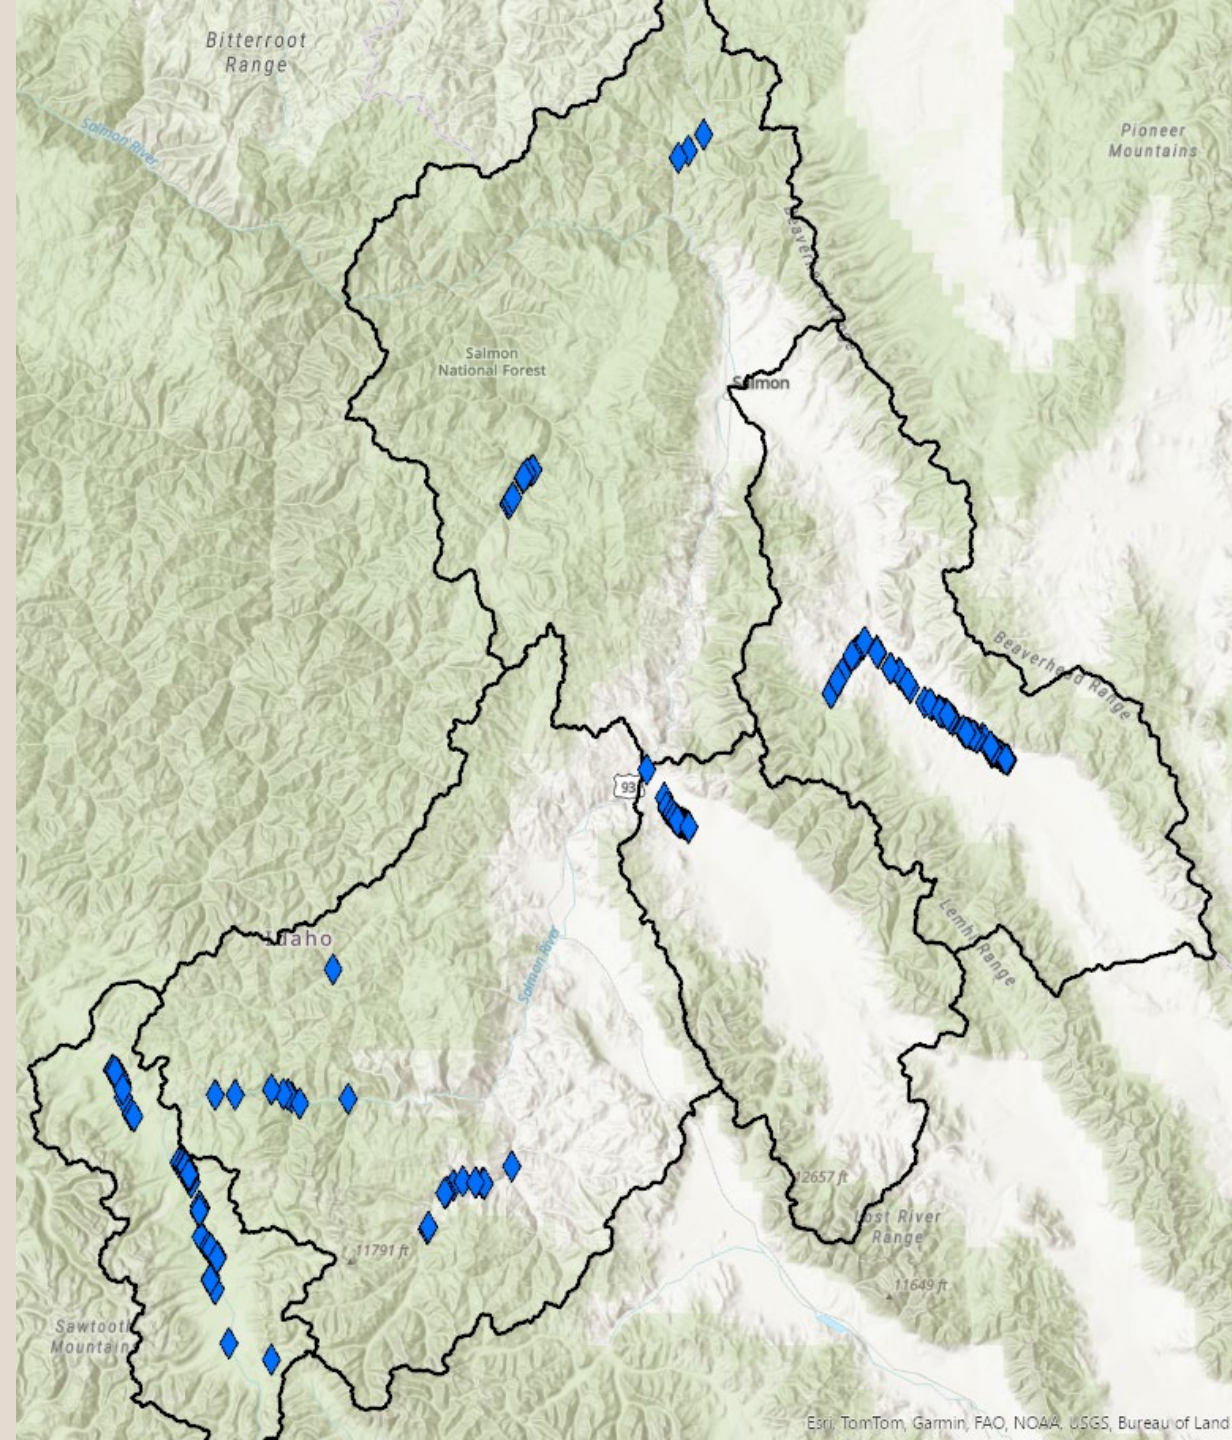 Bitterroot
Range
Salmon River
Pioneer
Mountains
Salmon
National Forest
Salmon
Beaverhead Range
93
Idaho
Salmon River
Lemhi Range
12657 ft
Lost River
Range
11791 ft
11649 ft
Sawtooth
Mountains
Esri, TomTom, Garmin, FAO, NOAA, USGS, Bureau of Land